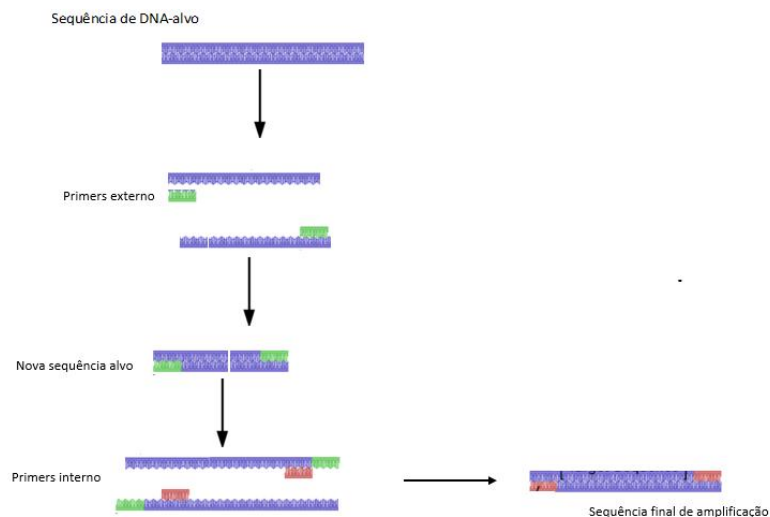 Sequência de DNA-alvo
Primers externo
Nova sequência alvo
Primers interno
Sequência final de amplificação